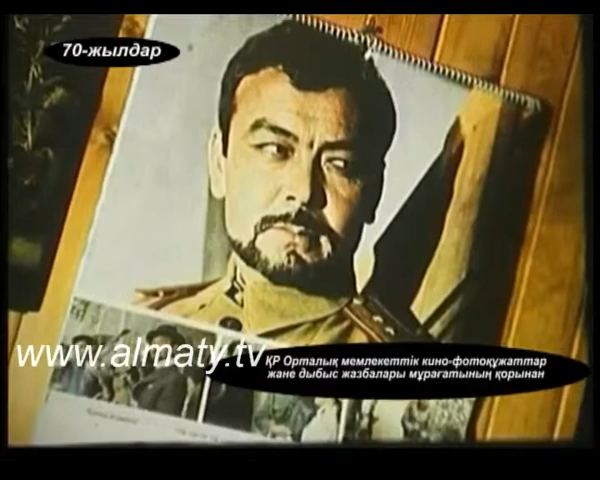 70-жылдар
www.almaty.tv
ҚР Орталық мемлекеттік кино-фотоқұжаттар
және дыбыс жазбалары мұрағатының қорынан